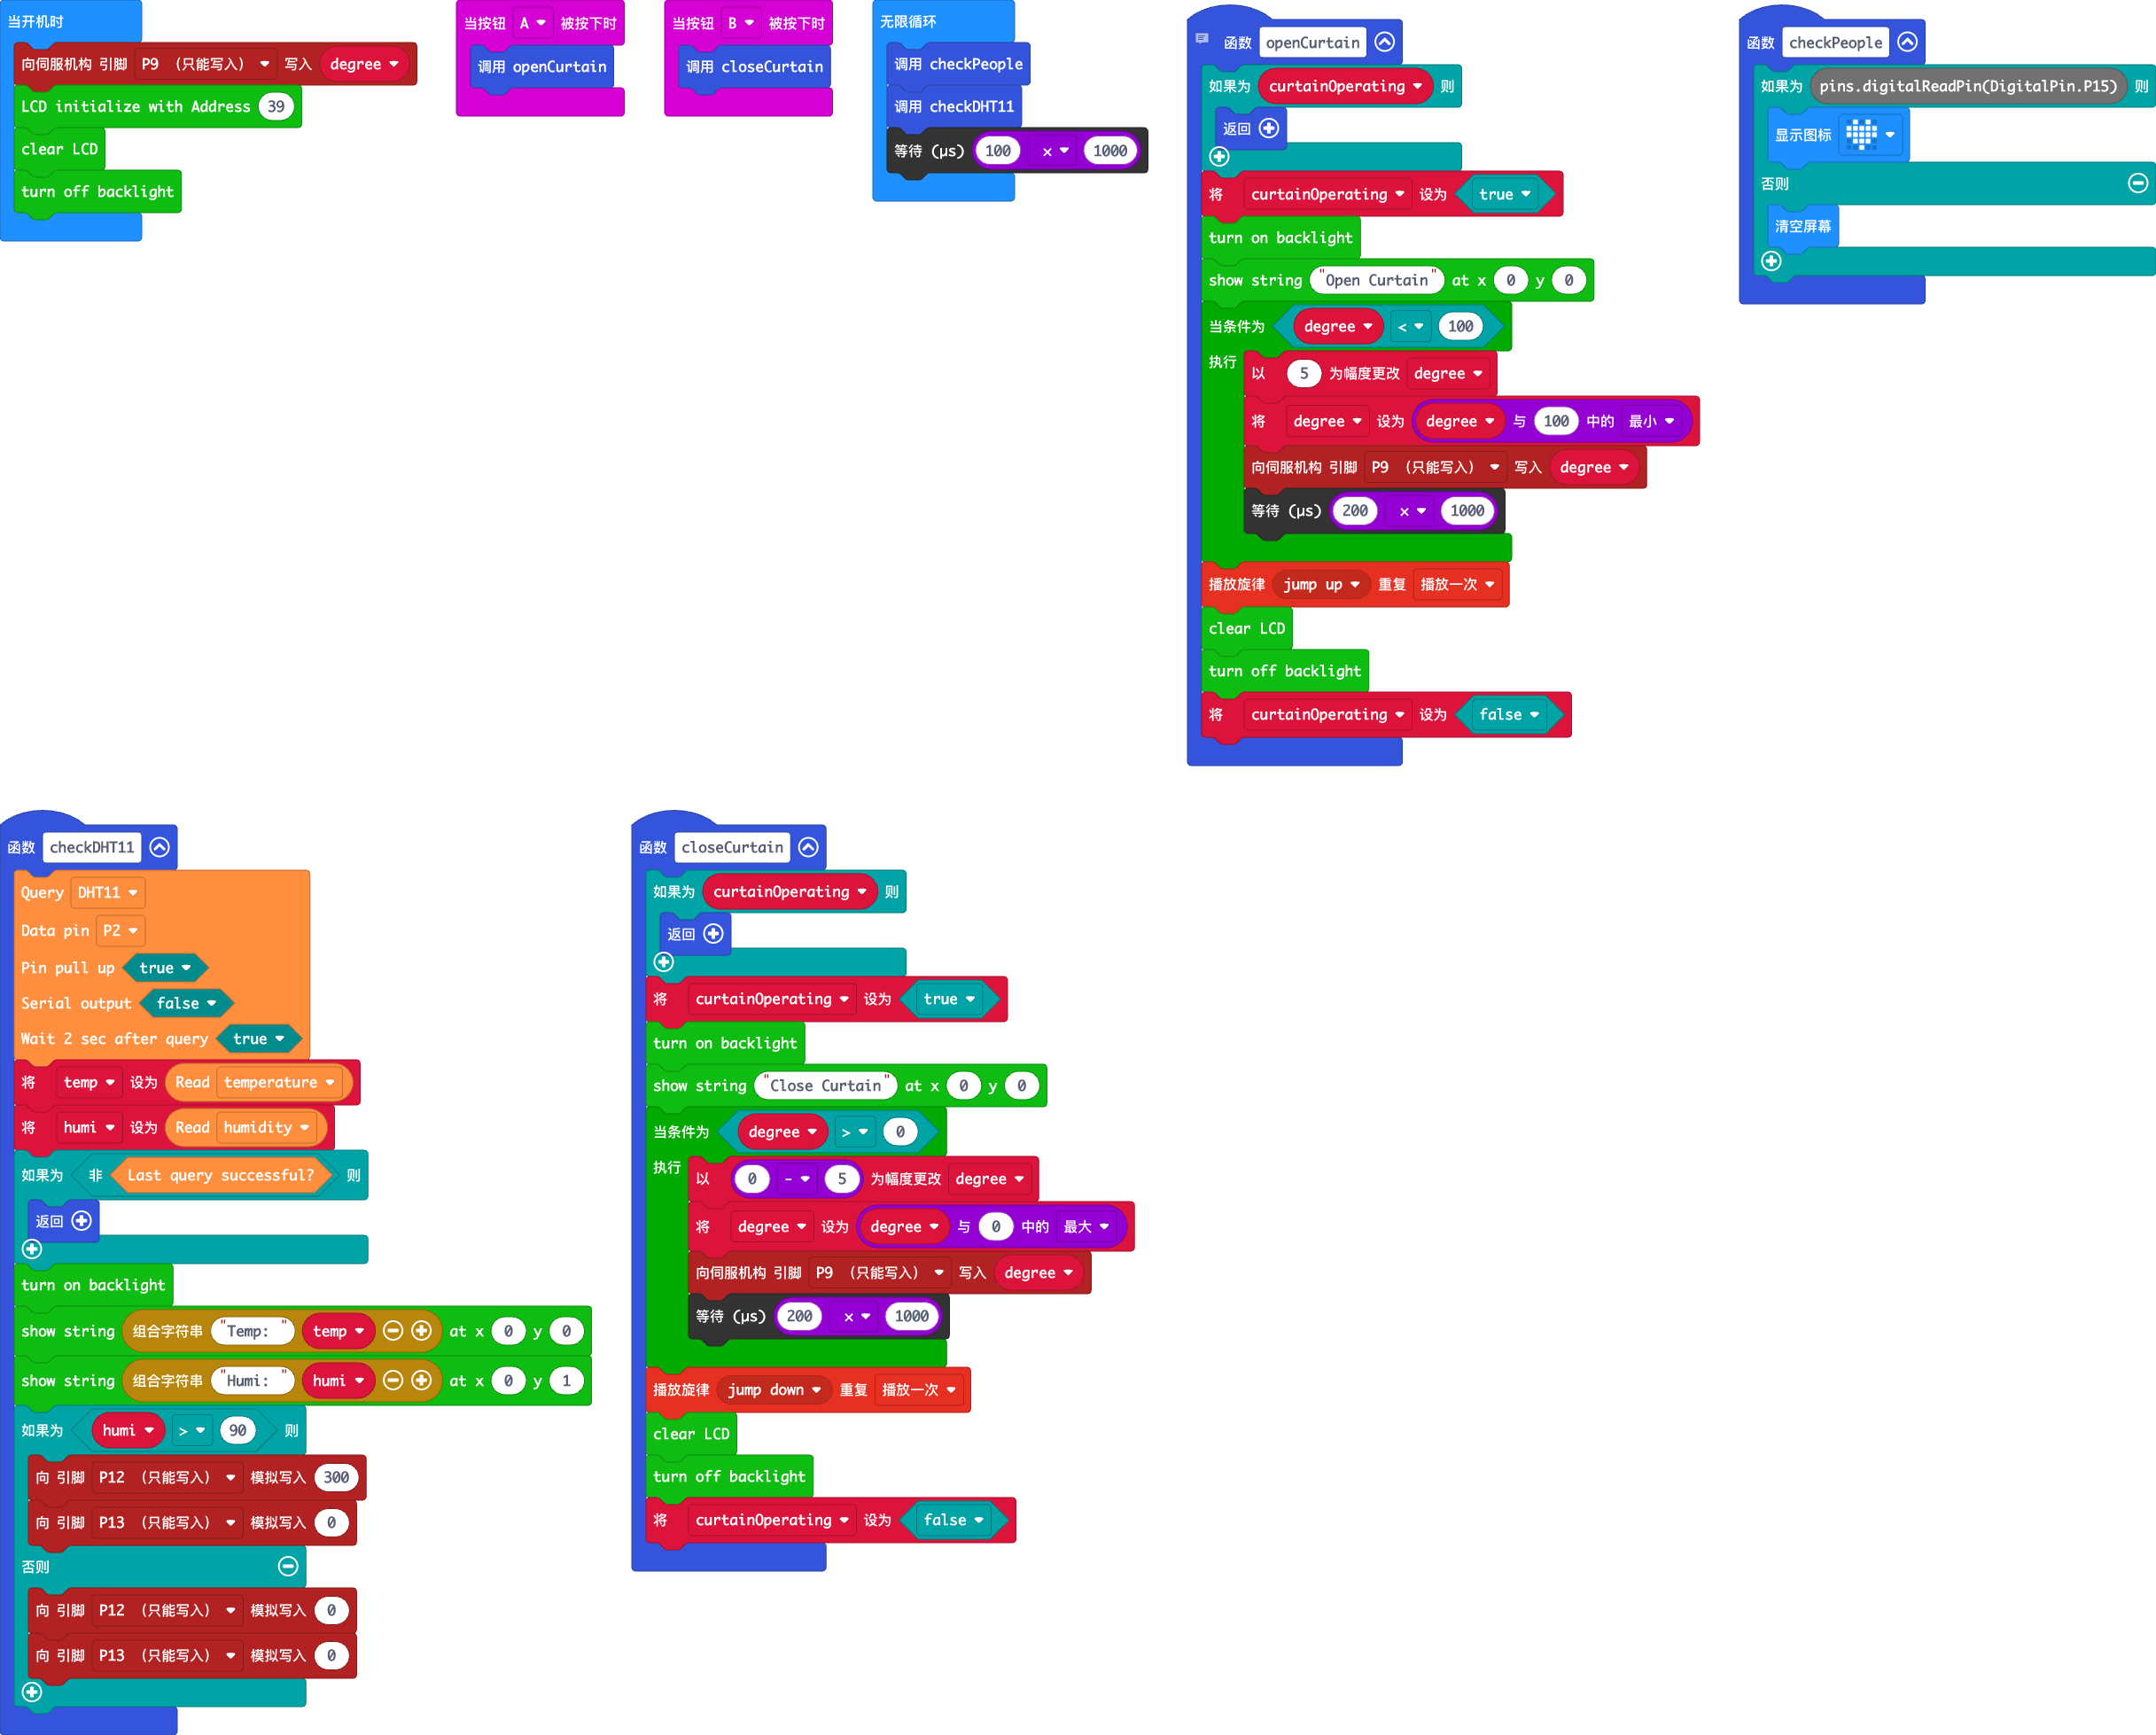 当开机时
向伺服机构 引脚 P9 （只能写入） 写入 degree
LCD initialize with Address 39
clear LCD
turn off backlight
当按钮 A 被按下时
调用 openCurtain
当按钮 B 被按下时
调用 closeCurtain
无限循环
调用 checkPeople
调用 checkDHT11
等待 (µs) 100 × 1000
函数 openCurtain
如果为 curtainOperating 则
返回
将 curtainOperating 设为 true
turn on backlight
show string "Open Curtain" at x 0 y 0
当条件为 degree < 100
执行
以 5 为幅度更改 degree
将 degree 设为 degree 与 100 中的 最小
向伺服机构 引脚 P9 （只能写入） 写入 degree
等待 (µs) 200 × 1000
播放旋律 jump up 重复 播放一次
clear LCD
turn off backlight
将 curtainOperating 设为 false
函数 checkPeople
如果为 pins.digitalReadPin(DigitalPin.P15) 则
显示图标
否则
清空屏幕
函数 checkDHT11
Query DHT11
Data pin P2
Pin pull up true
Serial output false
Wait 2 sec after query true
将 temp 设为 Read temperature
将 humi 设为 Read humidity
如果为 非 Last query successful? 则
返回
turn on backlight
show string 组合字符串 "Temp: " temp at x 0 y 0
show string 组合字符串 "Humi: " humi at x 0 y 1
如果为 humi > 90 则
向 引脚 P12 （只能写入） 模拟写入 300
向 引脚 P13 （只能写入） 模拟写入 0
否则
向 引脚 P12 （只能写入） 模拟写入 0
向 引脚 P13 （只能写入） 模拟写入 0
函数 closeCurtain
如果为 curtainOperating 则
返回
将 curtainOperating 设为 true
turn on backlight
show string "Close Curtain" at x 0 y 0
当条件为 degree > 0
执行
以 0 - 5 为幅度更改 degree
将 degree 设为 degree 与 0 中的 最大
向伺服机构 引脚 P9 （只能写入） 写入 degree
等待 (µs) 200 × 1000
播放旋律 jump down 重复 播放一次
clear LCD
turn off backlight
将 curtainOperating 设为 false